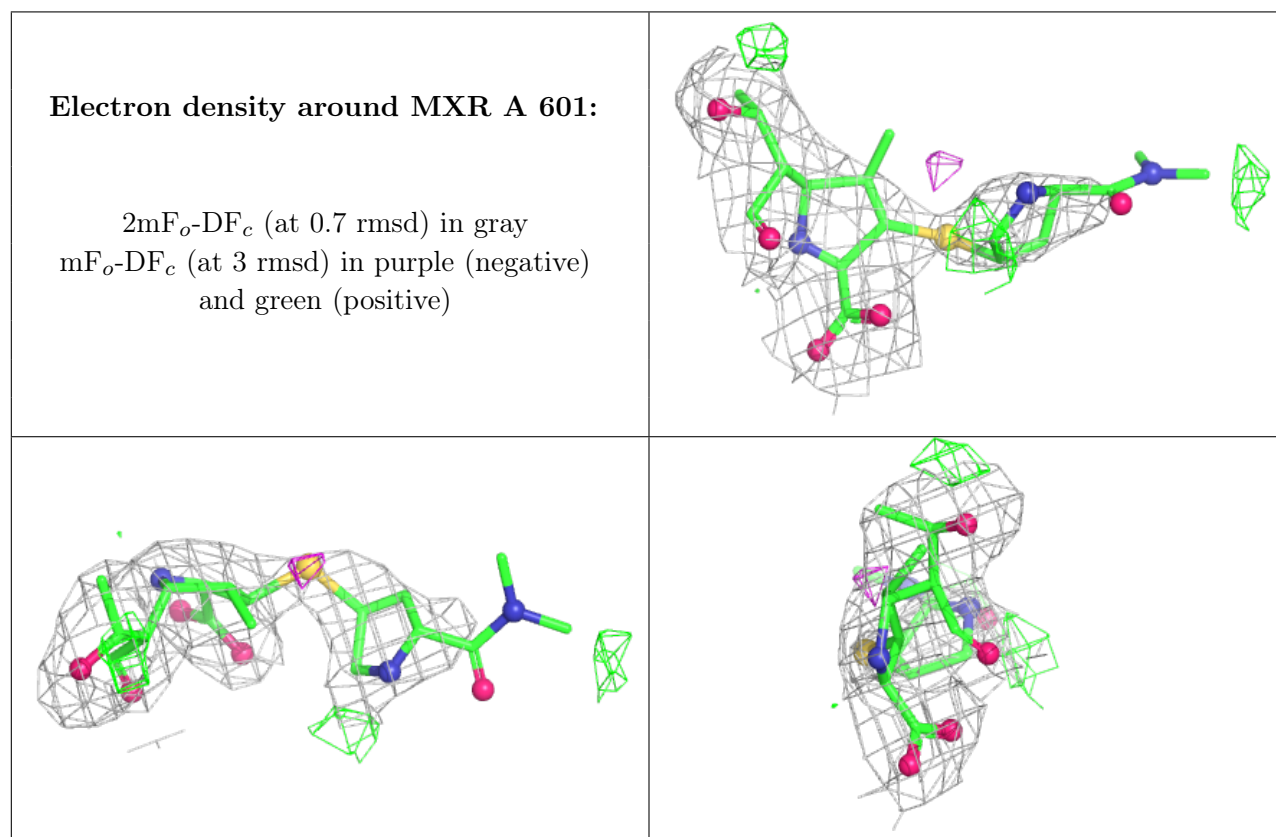 Electron density around MXR A 601:
2mFo-DFc (at 0.7 rmsd) in gray
mFo-DFc (at 3 rmsd) in purple (negative)
and green (positive)